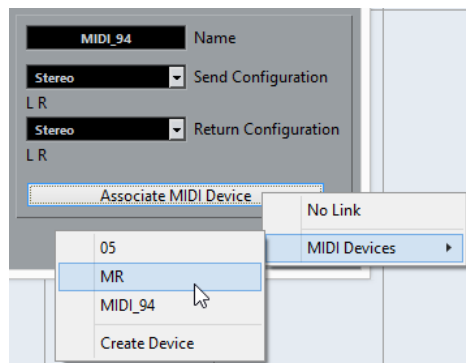 MIDI_94 Name
Stereo Send Configuration
L R
Stereo Return Configuration
L R
Associate MIDI Device
No Link
MIDI Devices
05
MR
MIDI_94
Create Device